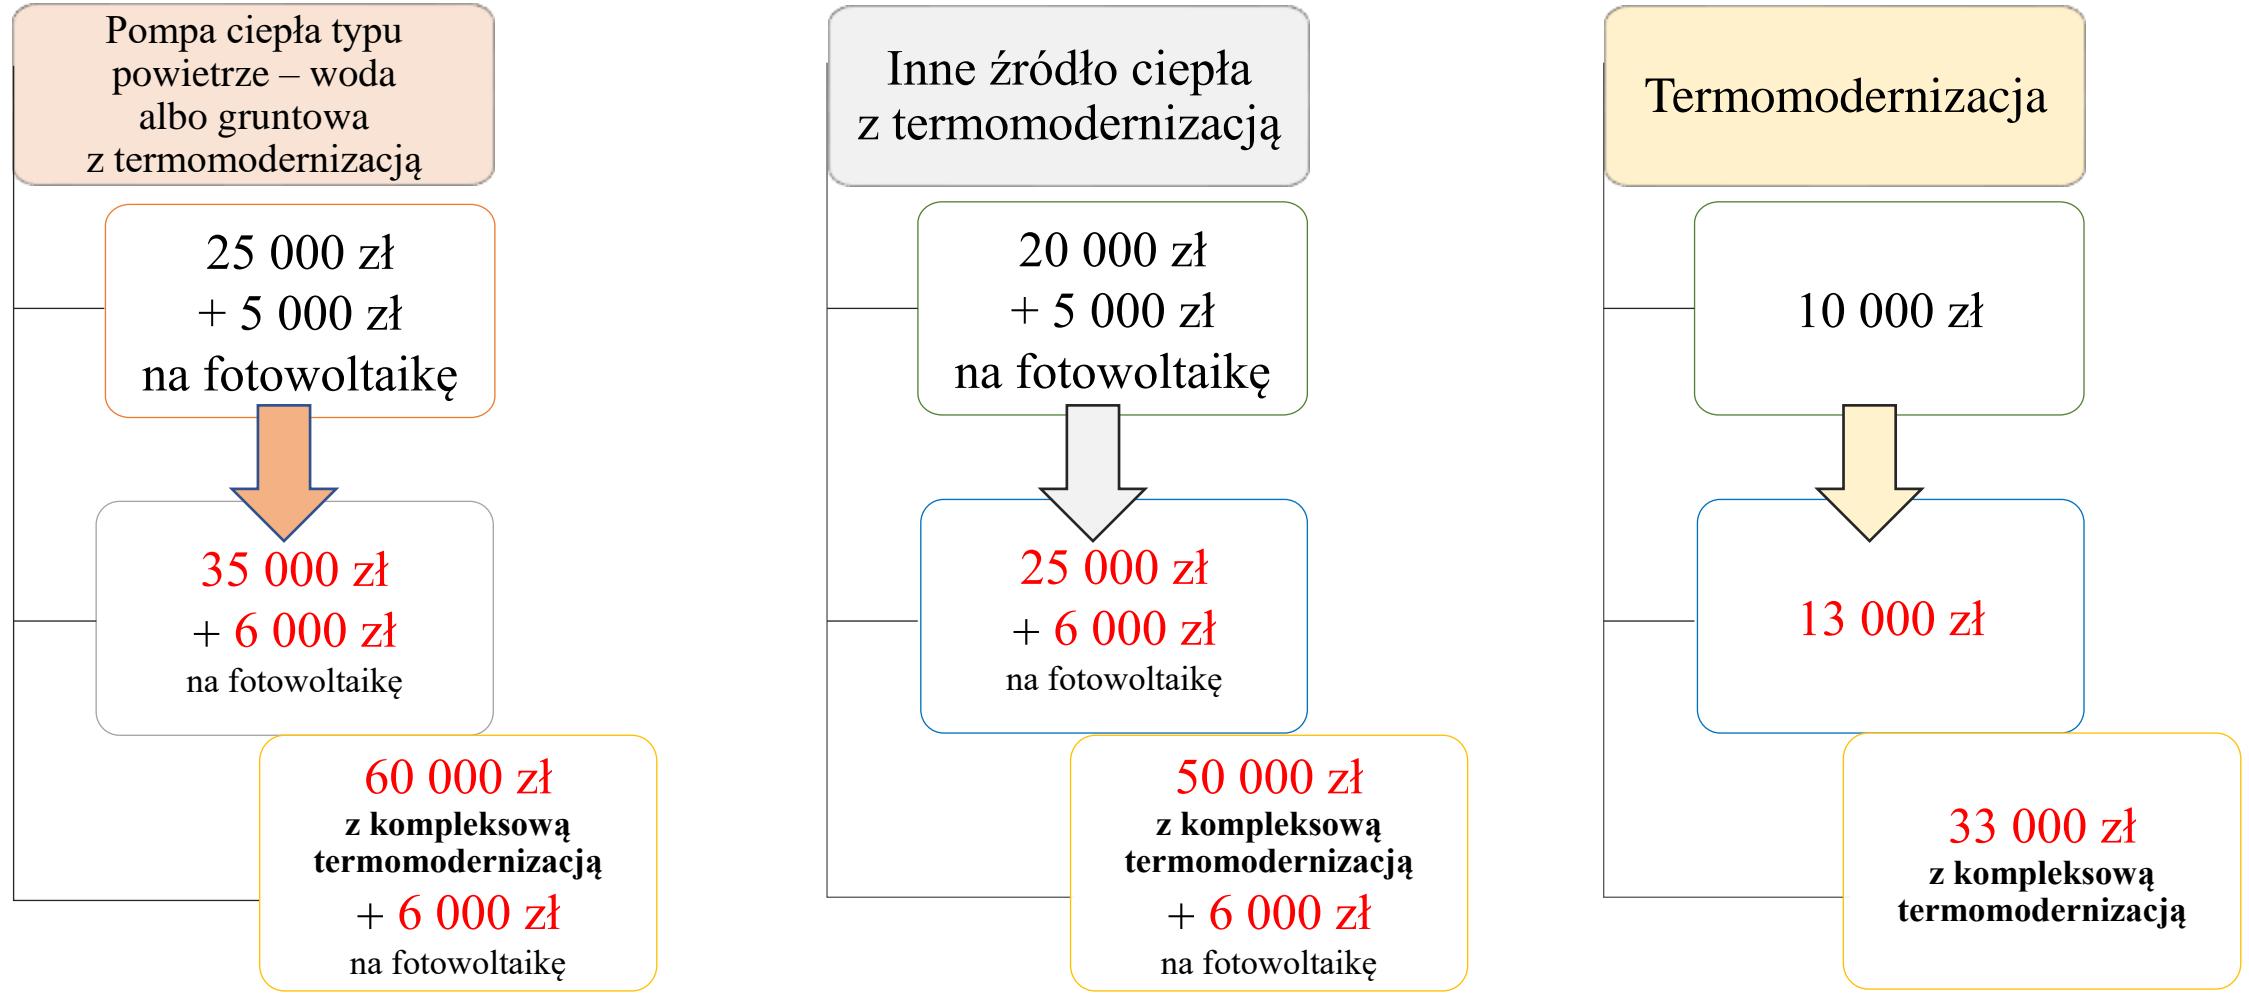 Pompa ciepła typu
powietrze – woda
albo gruntowa
z termomodernizacją
25 000 zł
+ 5 000 zł
na fotowoltaikę
35 000 zł
+ 6 000 zł
na fotowoltaikę
60 000 zł
z kompleksową
termomodernizacją
+ 6 000 zł
na fotowoltaikę
Inne źródło ciepła
z termomodernizacją
20 000 zł
+ 5 000 zł
na fotowoltaikę
25 000 zł
+ 6 000 zł
na fotowoltaikę
50 000 zł
z kompleksową
termomodernizacją
+ 6 000 zł
na fotowoltaikę
Termomodernizacja
10 000 zł
13 000 zł
33 000 zł
z kompleksową
termomodernizacją